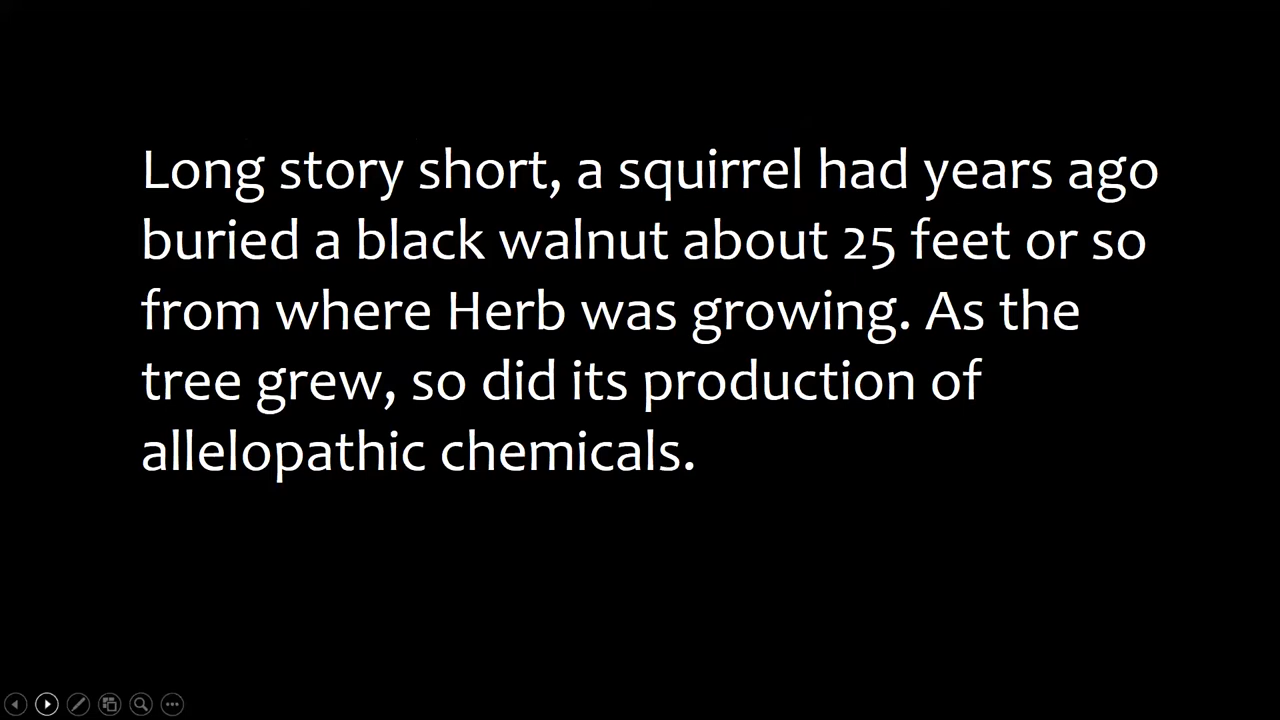 Long story short, a squirrel had years ago
buried a black walnut about 25 feet or so
from where Herb was growing. As the
tree grew, so did its production of
allelopathic chemicals.